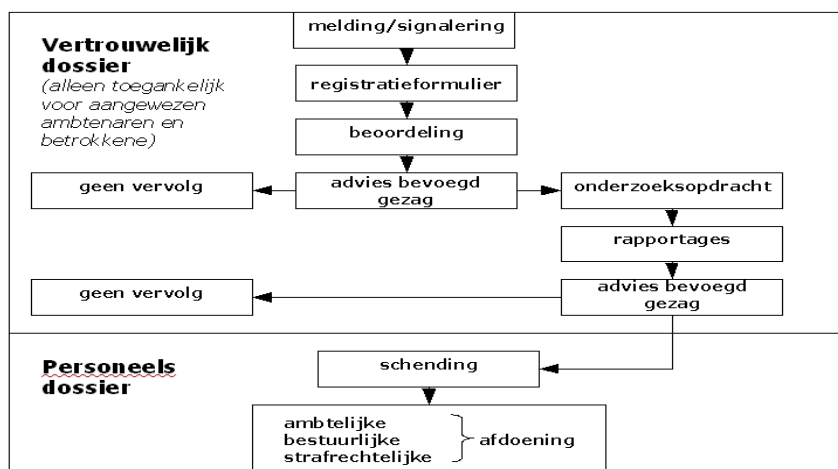 melding/signalering
Vertrouwelijk
dossier
(alleen toegankelijk
voor aangewezen
ambtenaren en
betrokkene)
registratieformulier
beoordeling
geen vervolg
advies bevoegd
gezag
onderzoeksopdracht
rapportages
geen vervolg
advies bevoegd
gezag
Personeels
dossier
schending
ambtelijke
bestuurlijke
strafrechtelijke
afdoening